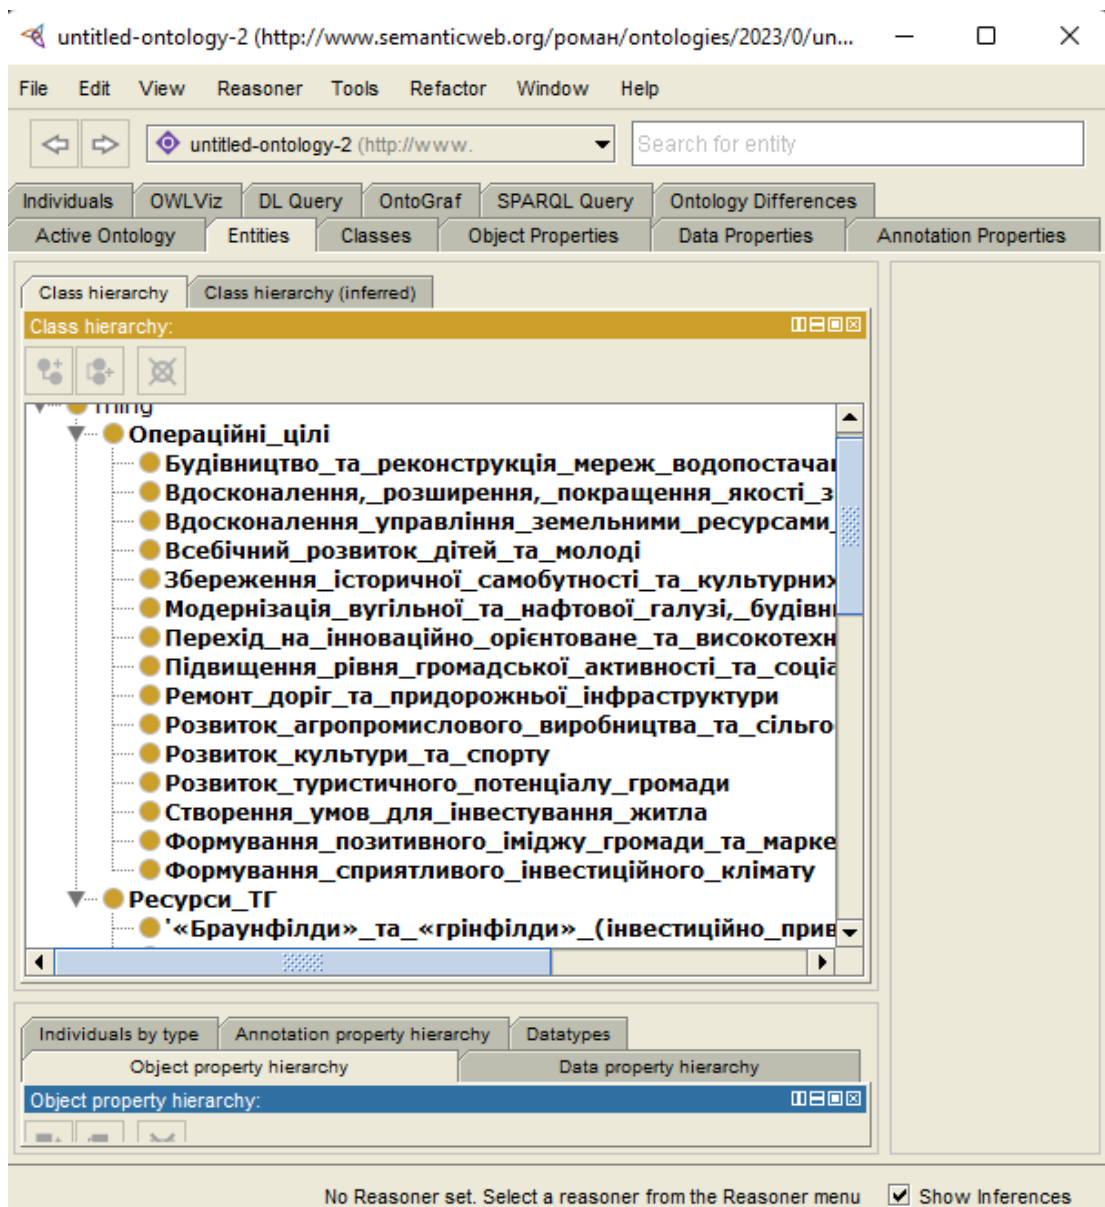 untitled-ontology-2 (http://www.semanticweb.org/роман/ontologies/2023/0/un...
File Edit View Reasoner Tools Refactor Window Help
untitled-ontology-2 (http://www. Search for entity
Individuals OWLViz DL Query OntoGraf SPARQL Query Ontology Differences
Active Ontology Entities Classes Object Properties Data Properties Annotation Properties
Class hierarchy Class hierarchy (inferred)
Class hierarchy:
Thing
Операційні_цілі
Будівництво_та_реконструкція_мереж_водопостачан
Вдосконалення,_розширення,_покращення_якості_з
Вдосконалення_управління_земельними_ресурсами_
Всебічний_розвиток_дітей_та_молоді
Збереження_історичної_самобутності_та_культурних
Модернізація_вугільної_та_нафтової_галузі,_будівни
Перехід_на_інноваційно_орієнтоване_та_високотехн
Підвищення_рівня_громадської_активності_та_соціа
Ремонт_доріг_та_придорожньої_інфраструктури
Розвиток_агропромислового_виробництва_та_сільго
Розвиток_культури_та_спорту
Розвиток_туристичного_потенціалу_громади
Створення_умов_для_інвестування_житла
Формування_позитивного_іміджу_громади_та_марке
Формування_сприятливого_інвестиційного_клімату
Ресурси_ТГ
'«Браунфілди»_та_«грінфілди»_(інвестиційно_прив
Individuals by type Annotation property hierarchy Datatypes
Object property hierarchy Data property hierarchy
Object property hierarchy:
No Reasoner set. Select a reasoner from the Reasoner menu Show Inferences